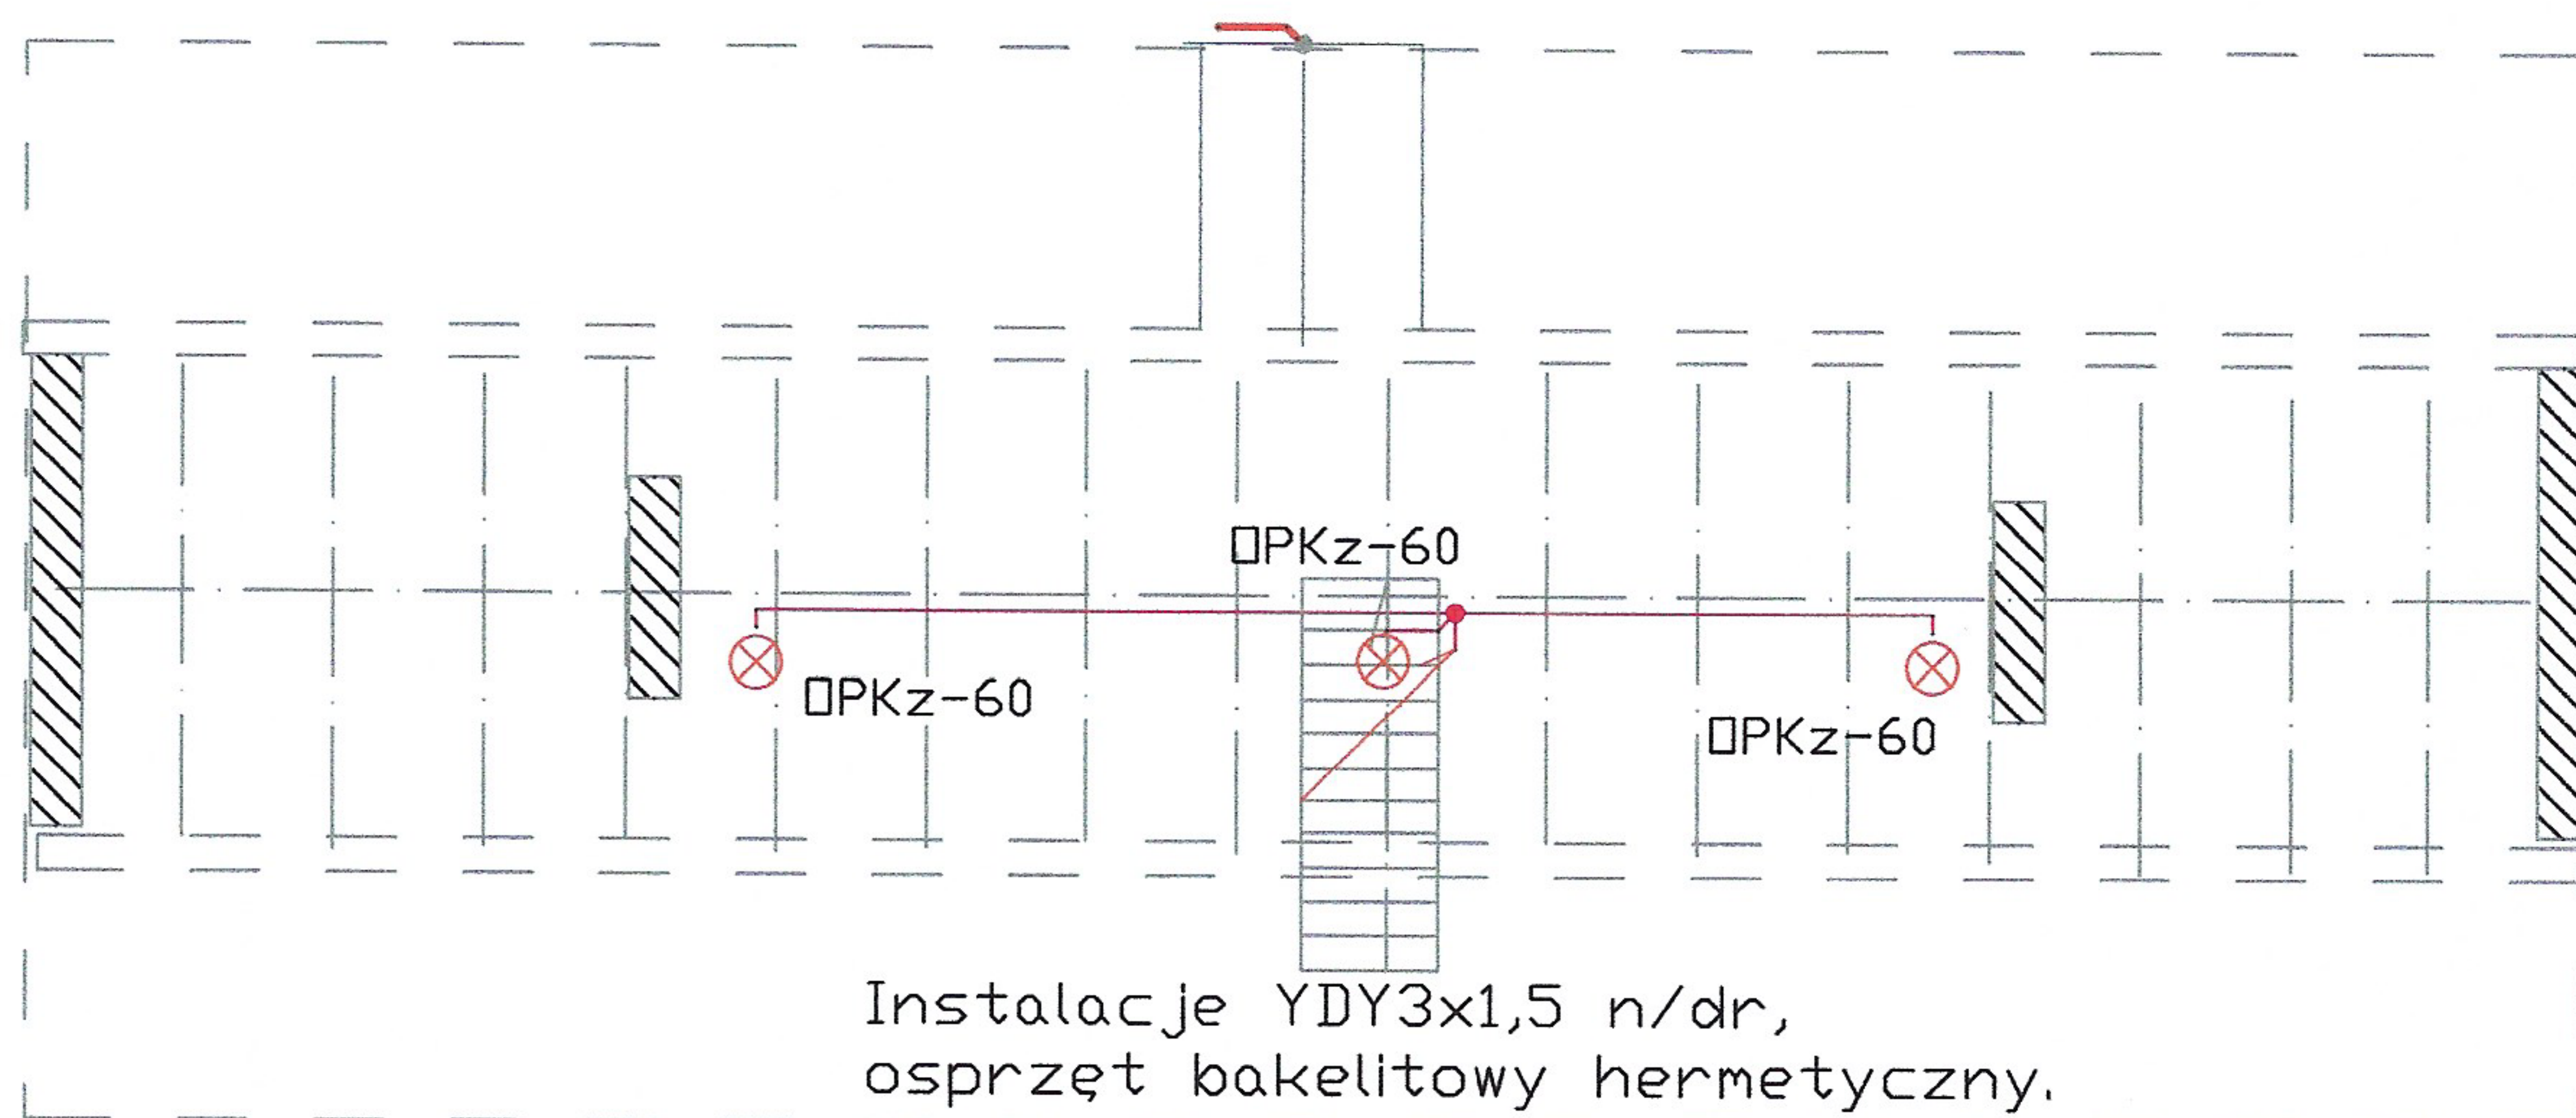 OPKz-60
OPKz-60
OPKz-60
Instalacje YDY3x1,5 n/dr,
osprzęt bakelitowy hermetyczny.